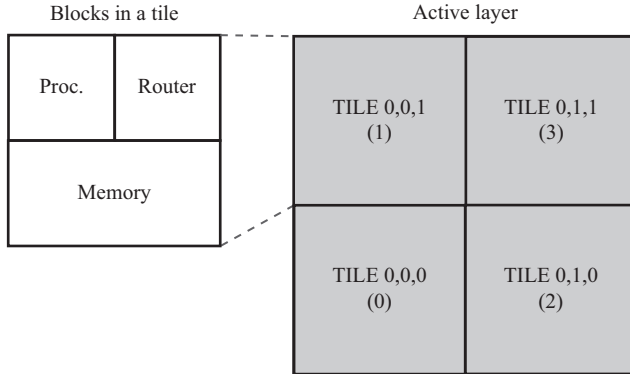 Blocks in a tile
Active layer
Proc.
Router
Memory
TILE 0,0,1
(1)
TILE 0,1,1
(3)
TILE 0,0,0
(0)
TILE 0,1,0
(2)